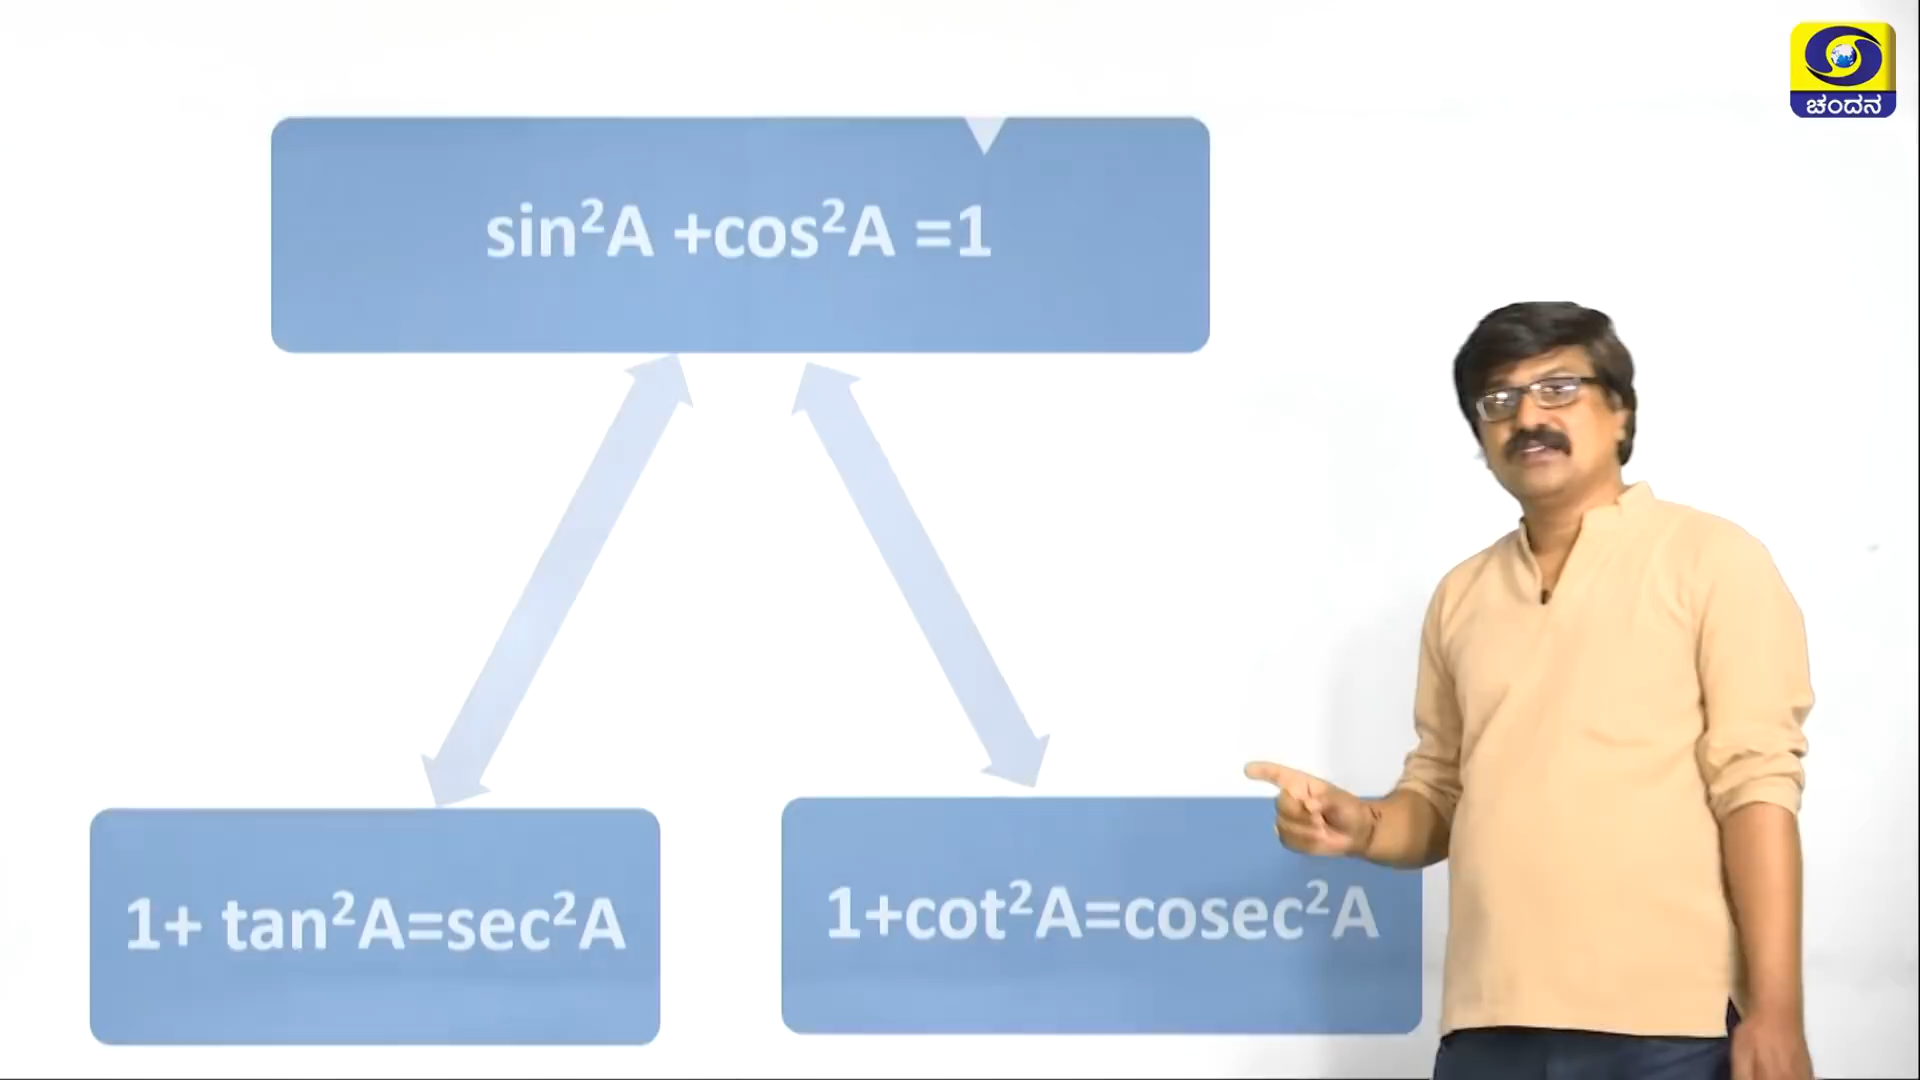 ಚಂದನ
sin²A +cos²A =1
1+ tan²A=sec²A
1+cot²A=cosec²A